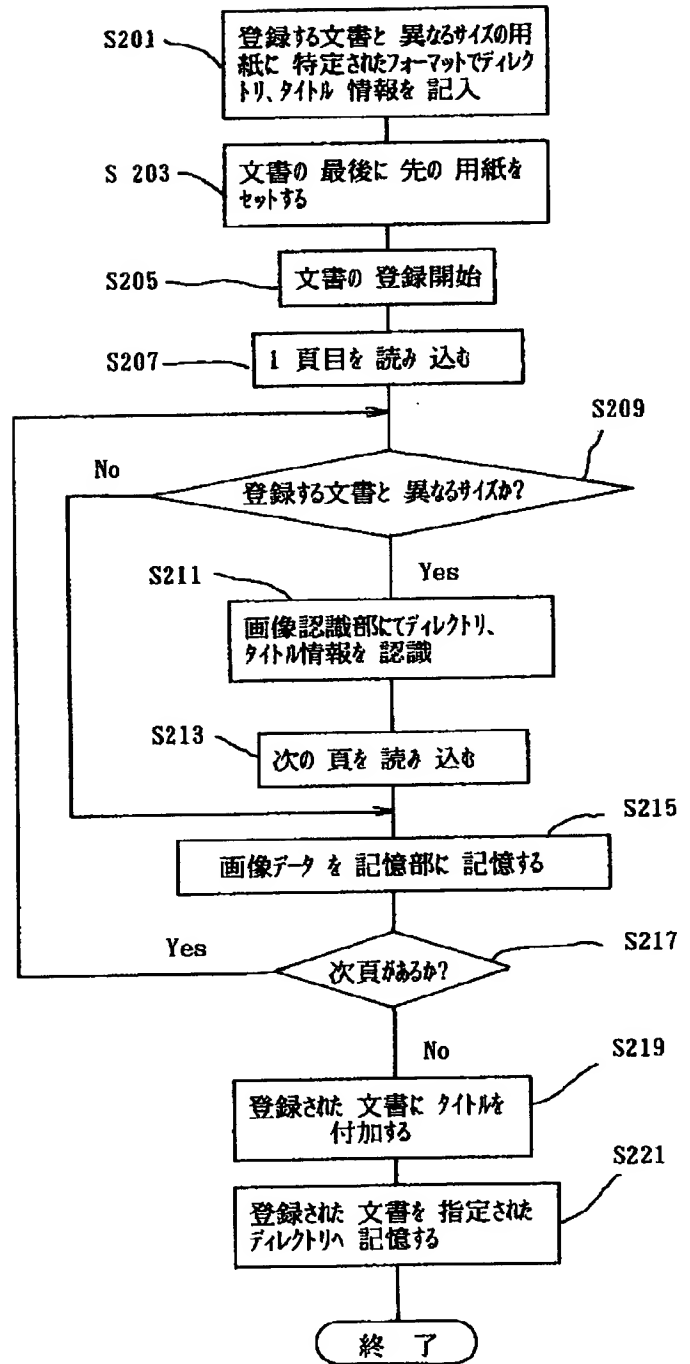 S201
登録する文書と 異なるサイズの用
紙に 特定されたフォーマットでディレク
トリ、タイトル 情報を 記入
S 203
文書の 最後に 先の 用紙を
セットする
S205
文書の 登録開始
S207
1 頁目を 読み 込む
S209
No
登録する文書と 異なるサイズか?
Yes
S211
画像認識部にてディレクトリ、
タイトル情報を 認識
S213
次の 頁を 読み 込む
S215
画像データ を 記憶部に 記憶する
S217
Yes
次頁があるか?
No
S219
登録された 文書に タイトルを
付加する
S221
登録された 文書を 指定された
ディレクトリへ 記憶する
終 了